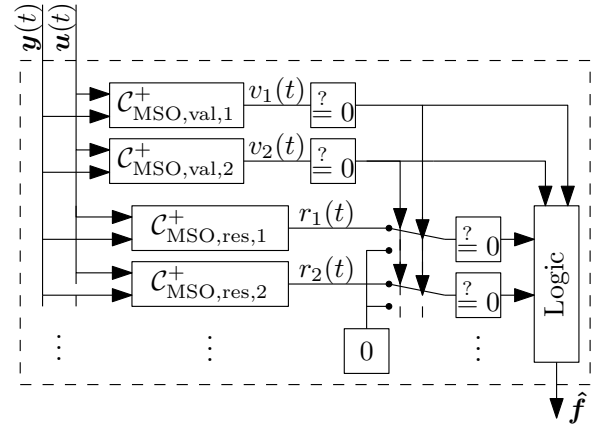 y(t)
u(t)
C⁺MSO,val,1
v₁(t)
?= 0
C⁺MSO,val,2
v₂(t)
?= 0
C⁺MSO,res,1
r₁(t)
?= 0
C⁺MSO,res,2
r₂(t)
?= 0
Logic
⋮
⋮
0
⋮
f̂